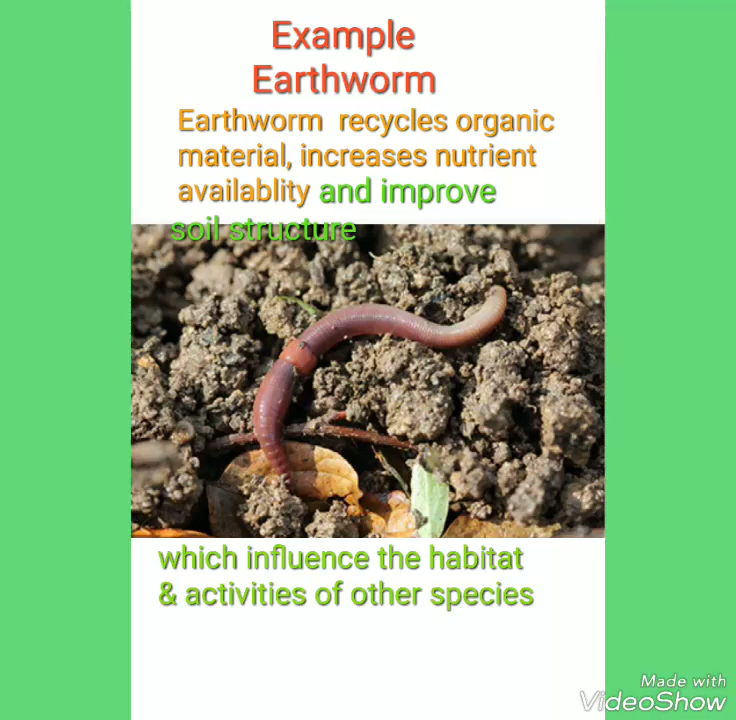 Example
Earthworm
Earthworm recycles organic
material, increases nutrient
availablity and improve
soil structure
which influence the habitat
& activities of other species
Made with
VideoShow